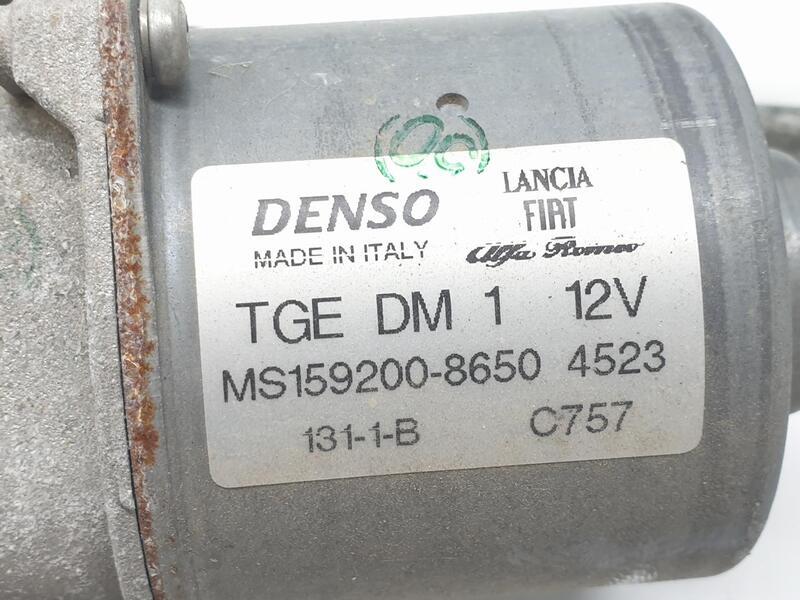 DENSO
MADE IN ITALY
LANCIA
FIAT
Alfa Romeo
TGE DM 1 12V
MS159200-8650 4523
131-1-B C757